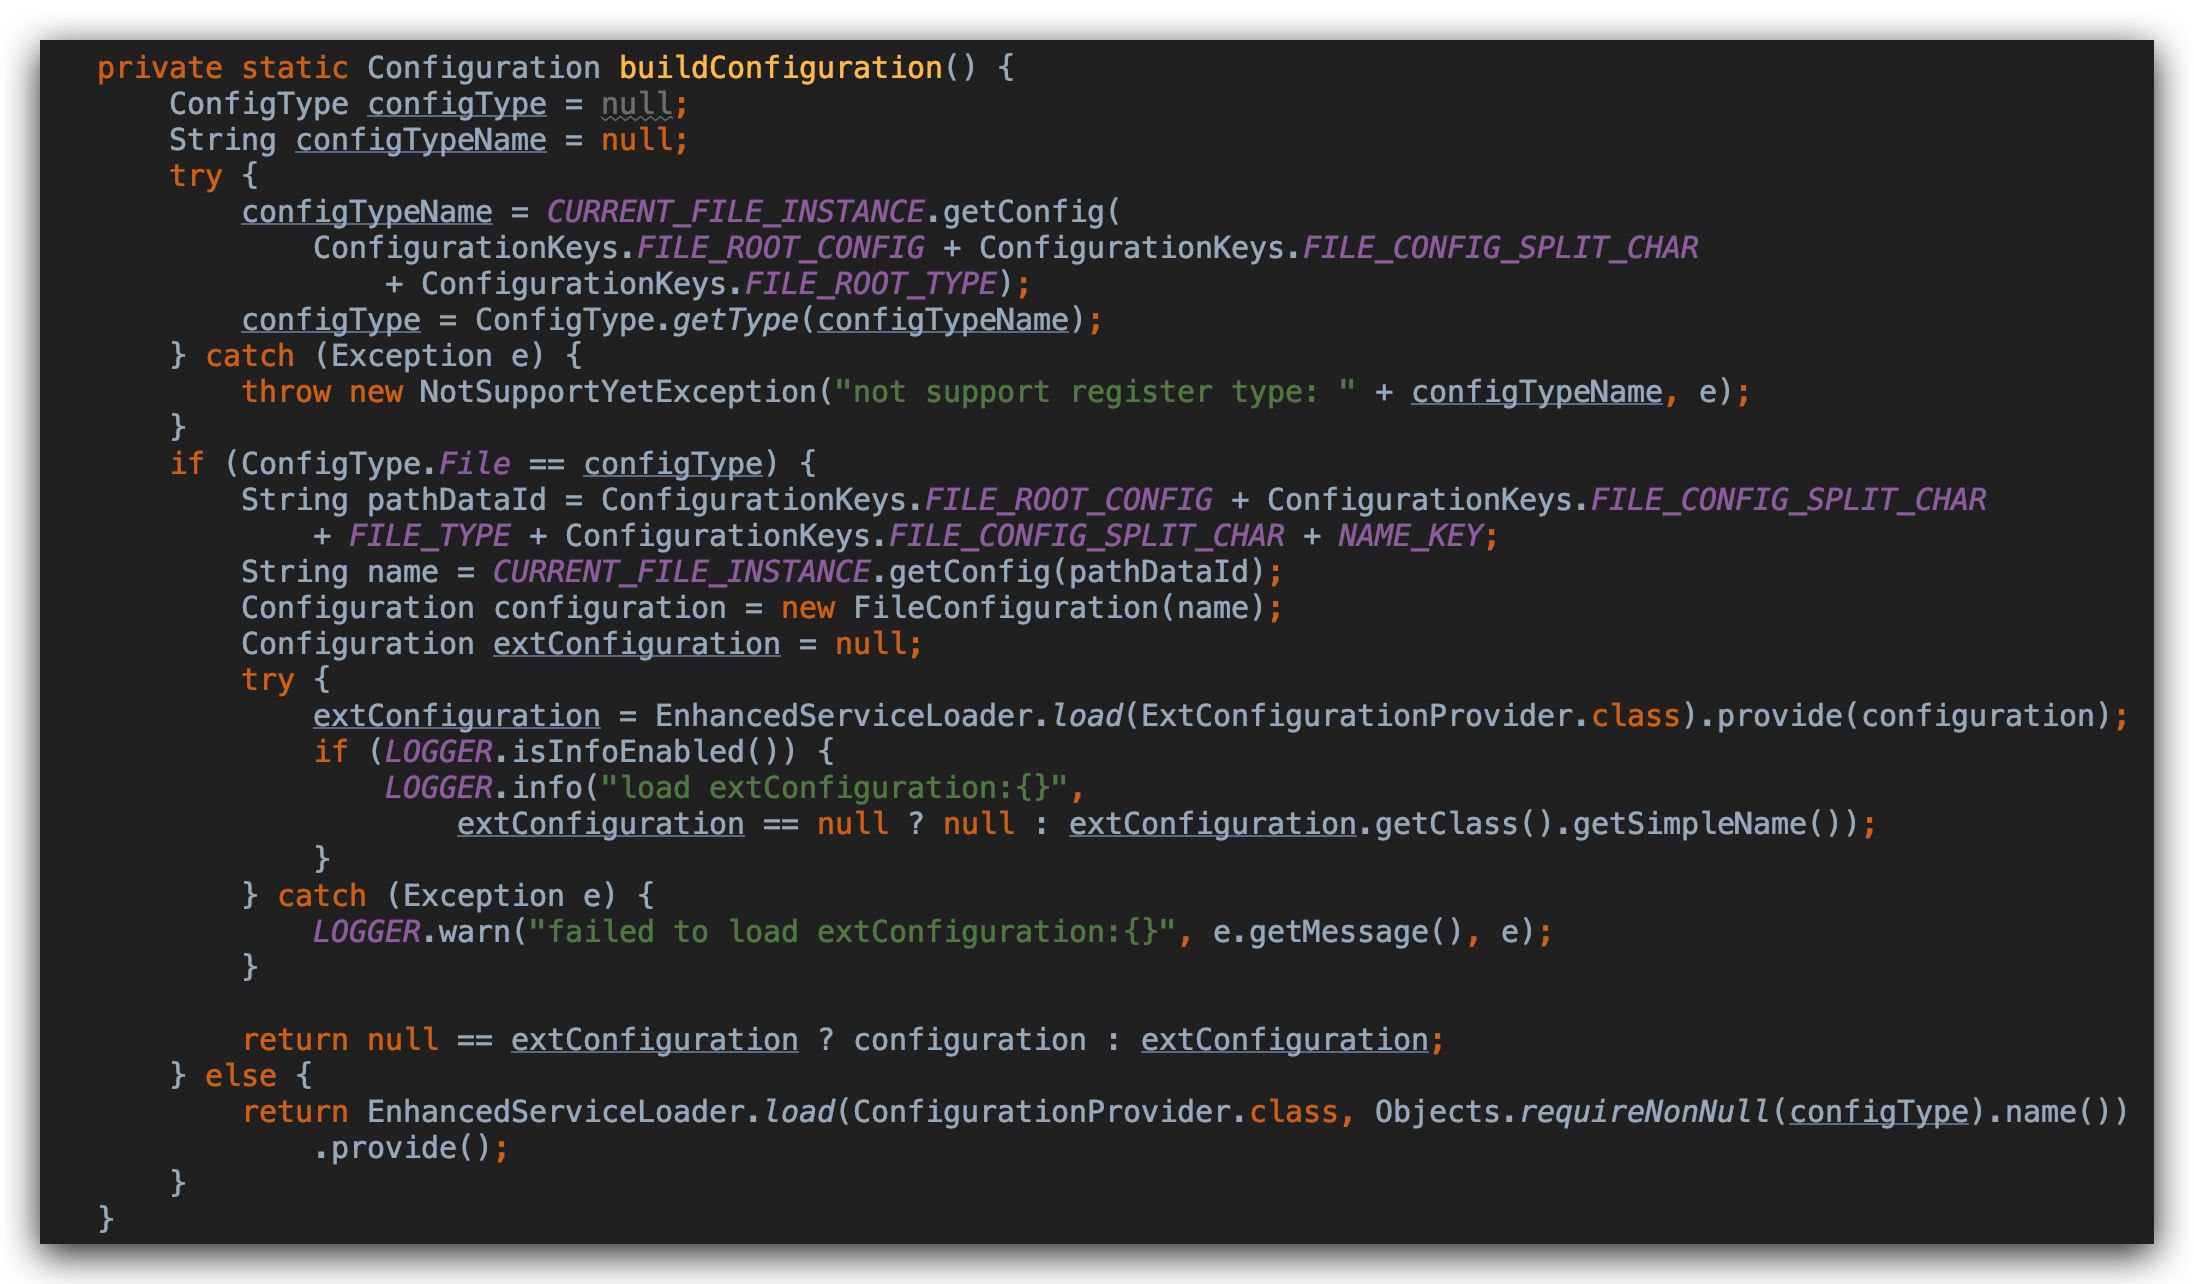 private static Configuration buildConfiguration() {
    ConfigType configType = null;
    String configTypeName = null;
    try {
        configTypeName = CURRENT_FILE_INSTANCE.getConfig(
            ConfigurationKeys.FILE_ROOT_CONFIG + ConfigurationKeys.FILE_CONFIG_SPLIT_CHAR
                + ConfigurationKeys.FILE_ROOT_TYPE);
        configType = ConfigType.getType(configTypeName);
    } catch (Exception e) {
        throw new NotSupportYetException("not support register type: " + configTypeName, e);
    }
    if (ConfigType.File == configType) {
        String pathDataId = ConfigurationKeys.FILE_ROOT_CONFIG + ConfigurationKeys.FILE_CONFIG_SPLIT_CHAR
            + FILE_TYPE + ConfigurationKeys.FILE_CONFIG_SPLIT_CHAR + NAME_KEY;
        String name = CURRENT_FILE_INSTANCE.getConfig(pathDataId);
        Configuration configuration = new FileConfiguration(name);
        Configuration extConfiguration = null;
        try {
            extConfiguration = EnhancedServiceLoader.load(ExtConfigurationProvider.class).provide(configuration);
            if (LOGGER.isInfoEnabled()) {
                LOGGER.info("load extConfiguration:{}",
                    extConfiguration == null ? null : extConfiguration.getClass().getSimpleName());
            }
        } catch (Exception e) {
            LOGGER.warn("failed to load extConfiguration:{}", e.getMessage(), e);
        }

        return null == extConfiguration ? configuration : extConfiguration;
    } else {
        return EnhancedServiceLoader.load(ConfigurationProvider.class, Objects.requireNonNull(configType).name())
            .provide();
    }
}